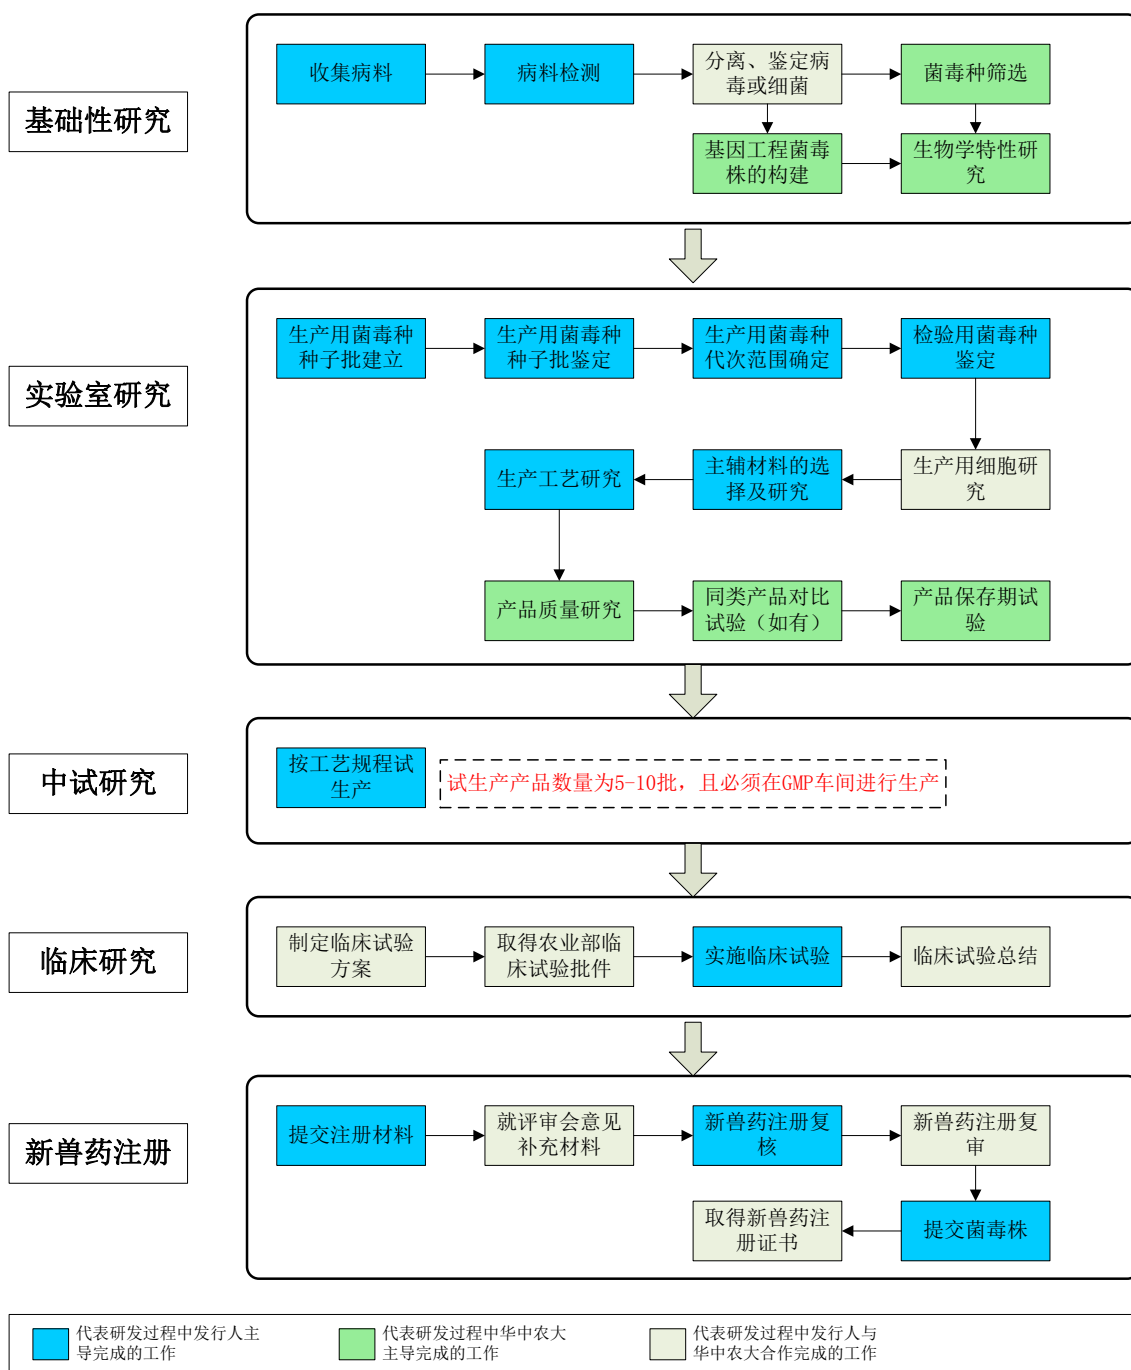 基础性研究
收集病料
病料检测
分离、鉴定病
毒或细菌
菌毒种筛选
基因工程菌毒
株的构建
生物学特性研
究
实验室研究
生产用菌毒种
种子批建立
生产用菌毒种
种子批鉴定
生产用菌毒种
代次范围确定
检验用菌毒种
鉴定
生产工艺研究
主辅材料的选
择及研究
生产用细胞研
究
产品质量研究
同类产品对比
试验（如有）
产品保存期试
验
中试研究
按工艺规程试
生产
试生产产品数量为5-10批，且必须在GMP车间进行生产
临床研究
制定临床试验
方案
取得农业部临
床试验批件
实施临床试验
临床试验总结
新兽药注册
提交注册材料
就评审会意见
补充材料
新兽药注册复
核
新兽药注册复
审
取得新兽药注
册证书
提交菌毒株
代表研发过程中发行人主
导完成的工作
代表研发过程中华中农大
主导完成的工作
代表研发过程中发行人与
华中农大合作完成的工作